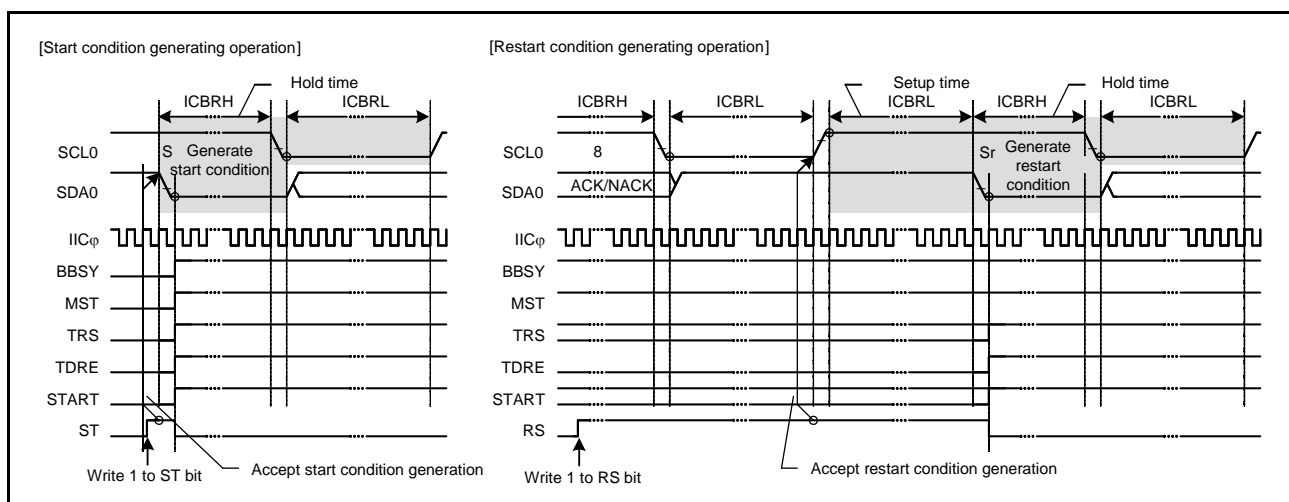 [Start condition generating operation]
[Restart condition generating operation]
Hold time
Setup time
Hold time
ICBRH
ICBRL
ICBRH
ICBRL
ICBRL
ICBRH
ICBRL
SCL0
S
Generate
start condition
SCL0
8
Sr
Generate
restart
condition
SDA0
SDA0
ACK/NACK
IICφ
IICφ
BBSY
BBSY
MST
MST
TRS
TRS
TDRE
TDRE
START
START
ST
RS
Write 1 to ST bit
Accept start condition generation
Write 1 to RS bit
Accept restart condition generation